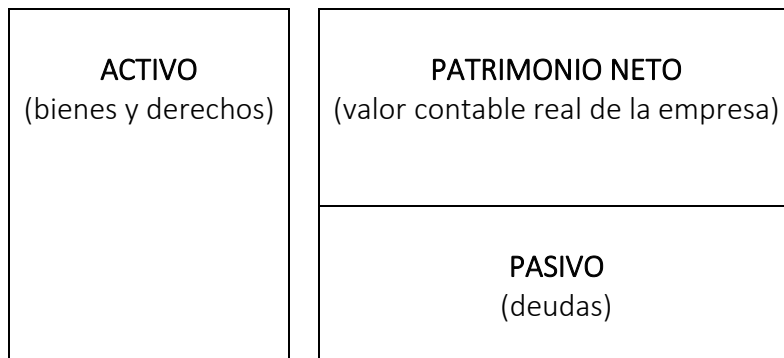 ACTIVO
(bienes y derechos)
PATRIMONIO NETO
(valor contable real de la empresa)
PASIVO
(deudas)